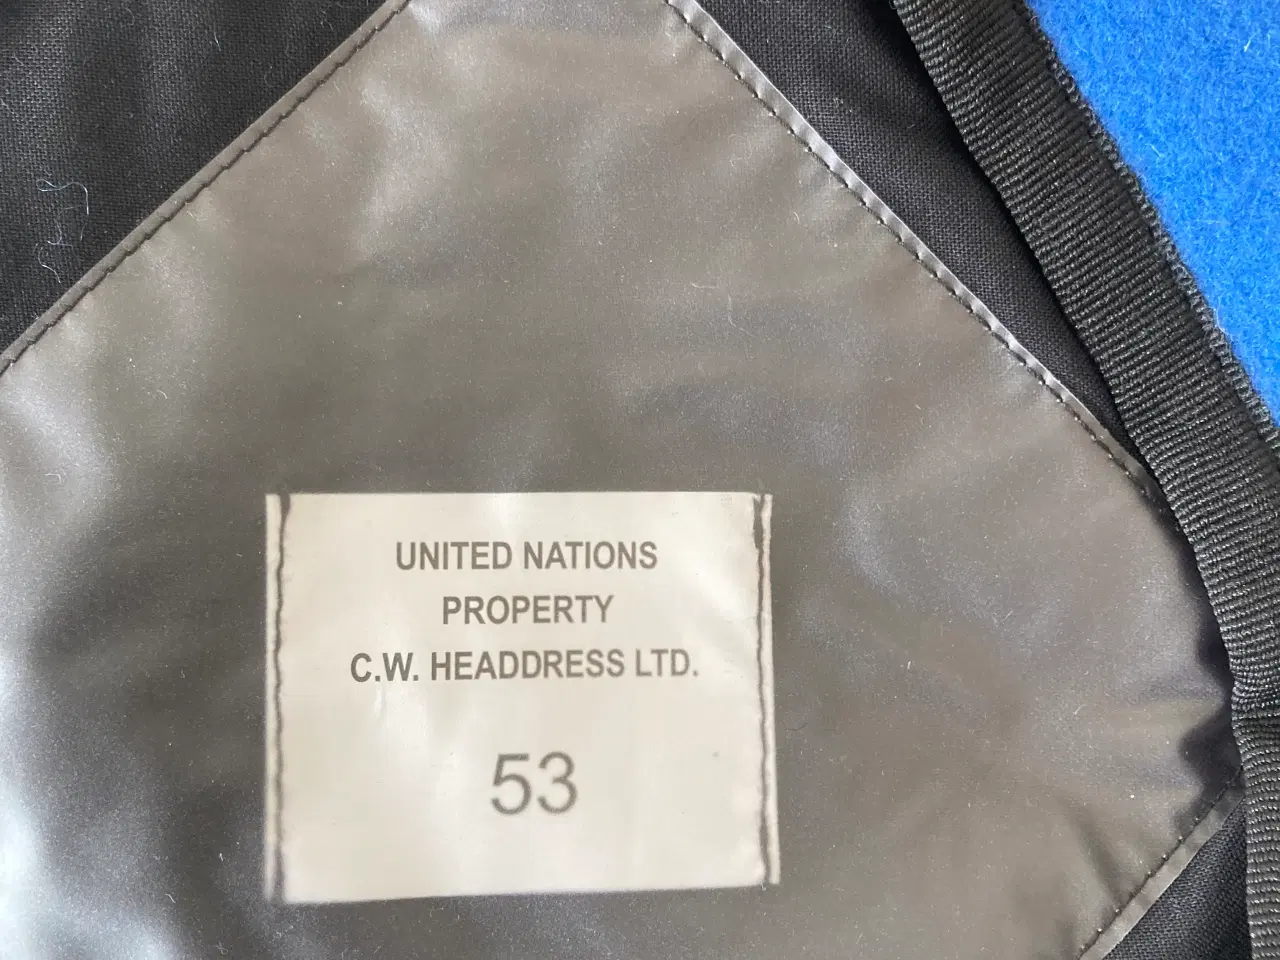 UNITED NATIONS
PROPERTY
C.W. HEADDRESS LTD.
53